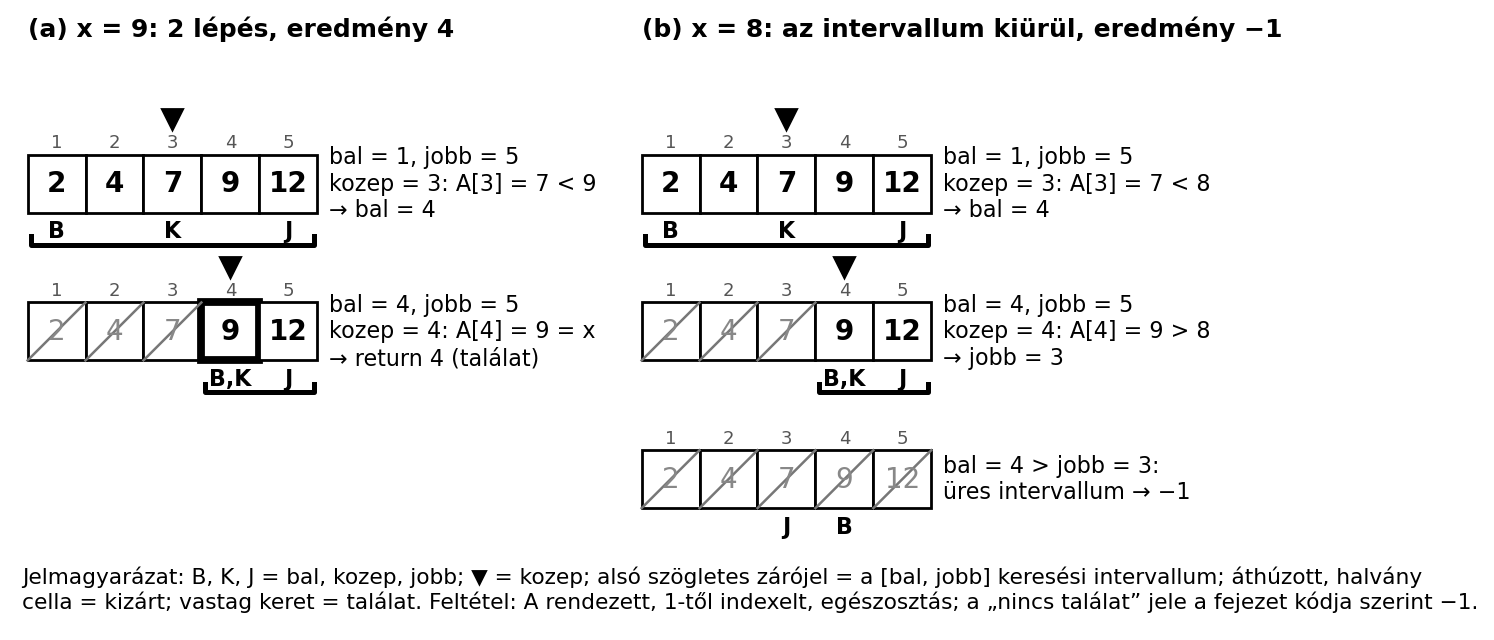 (a) x = 9: 2 lépés, eredmény 4
1 2 3 4 5
2 4 7 9 12
B K J
bal = 1, jobb = 5
kozep = 3: A[3] = 7 < 9
→ bal = 4
1 2 3 4 5
2 4 7 9 12
B,K J
bal = 4, jobb = 5
kozep = 4: A[4] = 9 = x
→ return 4 (találat)
(b) x = 8: az intervallum kiürül, eredmény −1
1 2 3 4 5
2 4 7 9 12
B K J
bal = 1, jobb = 5
kozep = 3: A[3] = 7 < 8
→ bal = 4
1 2 3 4 5
2 4 7 9 12
B,K J
bal = 4, jobb = 5
kozep = 4: A[4] = 9 > 8
→ jobb = 3
1 2 3 4 5
2 4 7 9 12
J B
bal = 4 > jobb = 3:
üres intervallum → −1
Jelmagyarázat: B, K, J = bal, kozep, jobb; ▼ = kozep; alsó szögletes zárójel = a [bal, jobb] keresési intervallum; áthúzott, halvány
cella = kizárt; vastag keret = találat. Feltétel: A rendezett, 1-től indexelt, egészosztás; a „nincs találat” jele a fejezet kódja szerint −1.